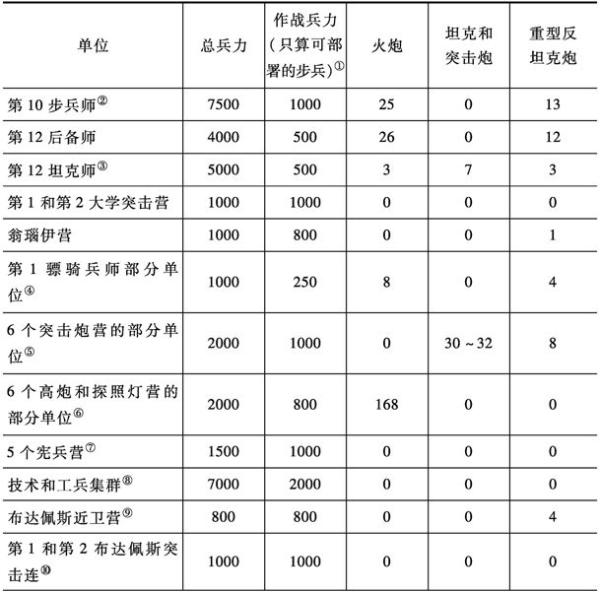 单位 总兵力 作战兵力(只算可部署的步兵)① 火炮 坦克和突击炮 重型反坦克炮
第10步兵师② 7500 1000 25 0 13
第12后备师 4000 500 26 0 12
第12坦克师③ 5000 500 3 7 3
第1和第2大学突击营 1000 1000 0 0 0
翁瑙伊营 1000 800 0 0 1
第1骠骑兵师部分单位④ 1000 250 8 0 4
6个突击炮营的部分单位⑤ 2000 1000 0 30~32 8
6个高炮和探照灯营的部分单位⑥ 2000 800 168 0 0
5个宪兵营⑦ 1500 1000 0 0 0
技术和工兵集群⑧ 7000 2000 0 0 0
布达佩斯近卫营⑨ 800 800 0 0 4
第1和第2布达佩斯突击连⑩ 1000 1000 0 0 0